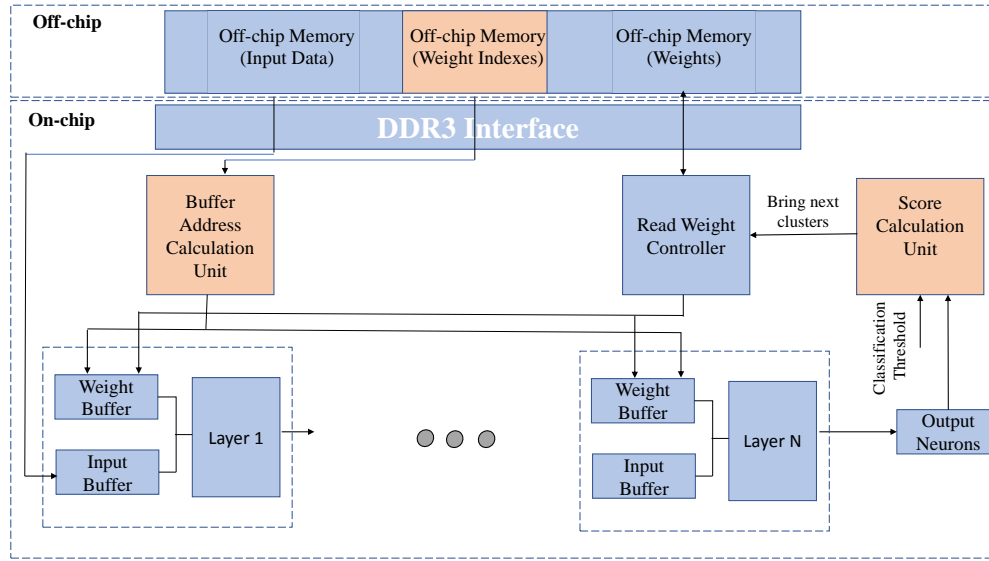 Off-chip
Off-chip Memory
(Input Data)
Off-chip Memory
(Weight Indexes)
Off-chip Memory
(Weights)
On-chip
DDR3 Interface
Buffer
Address
Calculation
Unit
Read Weight
Controller
Bring next
clusters
Score
Calculation
Unit
Classification
Threshold
Weight
Buffer
Input
Buffer
Layer 1
Weight
Buffer
Input
Buffer
Layer N
Output
Neurons